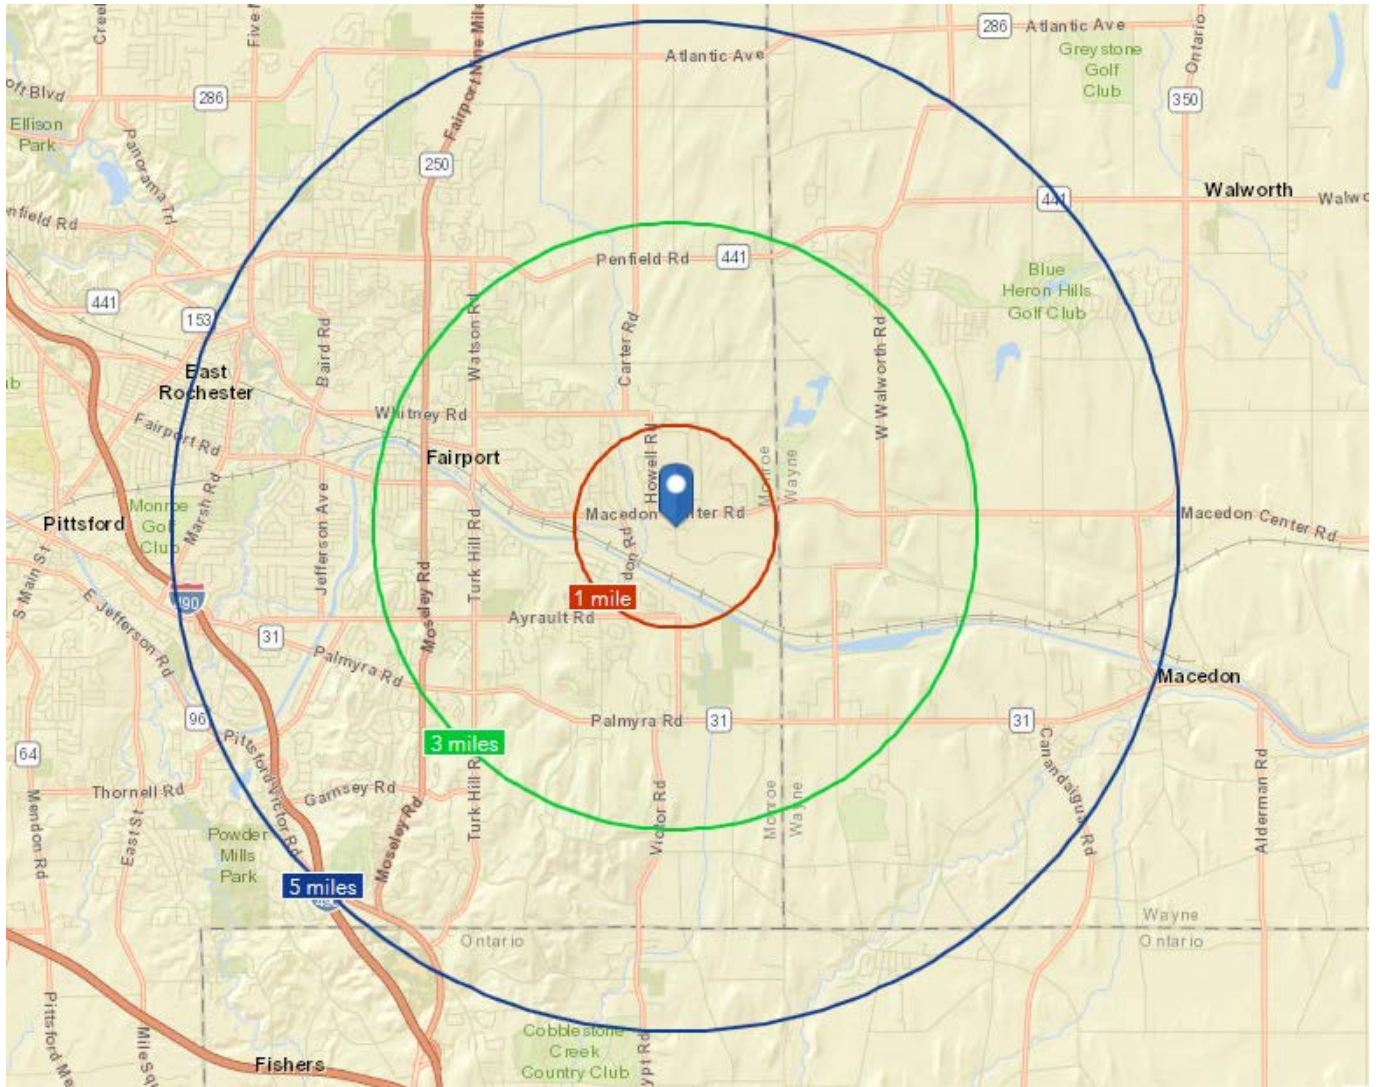 286
Atlantic Ave
Greystone
Golf
Club
Atlantic Ave
Fairport Nine Mile
Ontario
286
350
Ellison
Park
Panorama Trl
250
Walworth
441
Penfield Rd
441
Blue
Heron Hills
Golf Club
441
153
Baird Rd
Watson Rd
Carter Rd
W Walworth Rd
East
Rochester
Whitney Rd
Fairport Rd
Fairport
Howell Rd
Monroe
Wayne
Marsh Rd
Monroe
Golf
Club
Pittsford
Jefferson Ave
Turk Hill Rd
Macedon Center Rd
Macedon Center Rd
S Main St
E Jefferson Rd
490
Moseley Rd
1 mile
Ayrault Rd
31
Palmyra Rd
Macedon
96
Palmyra Rd
31
31
3 miles
64
Pittsford Victor Rd
Canandaigua Rd
Thornell Rd
Garnsey Rd
Mendon Rd
East St
Moseley Rd
Turk Hill Rd
Victor Rd
Monroe
Wayne
Alderman Rd
Powder
Mills
Park
5 miles
Wayne
Ontario
Ontario
Cobblestone
Creek
Country Club
Fishers